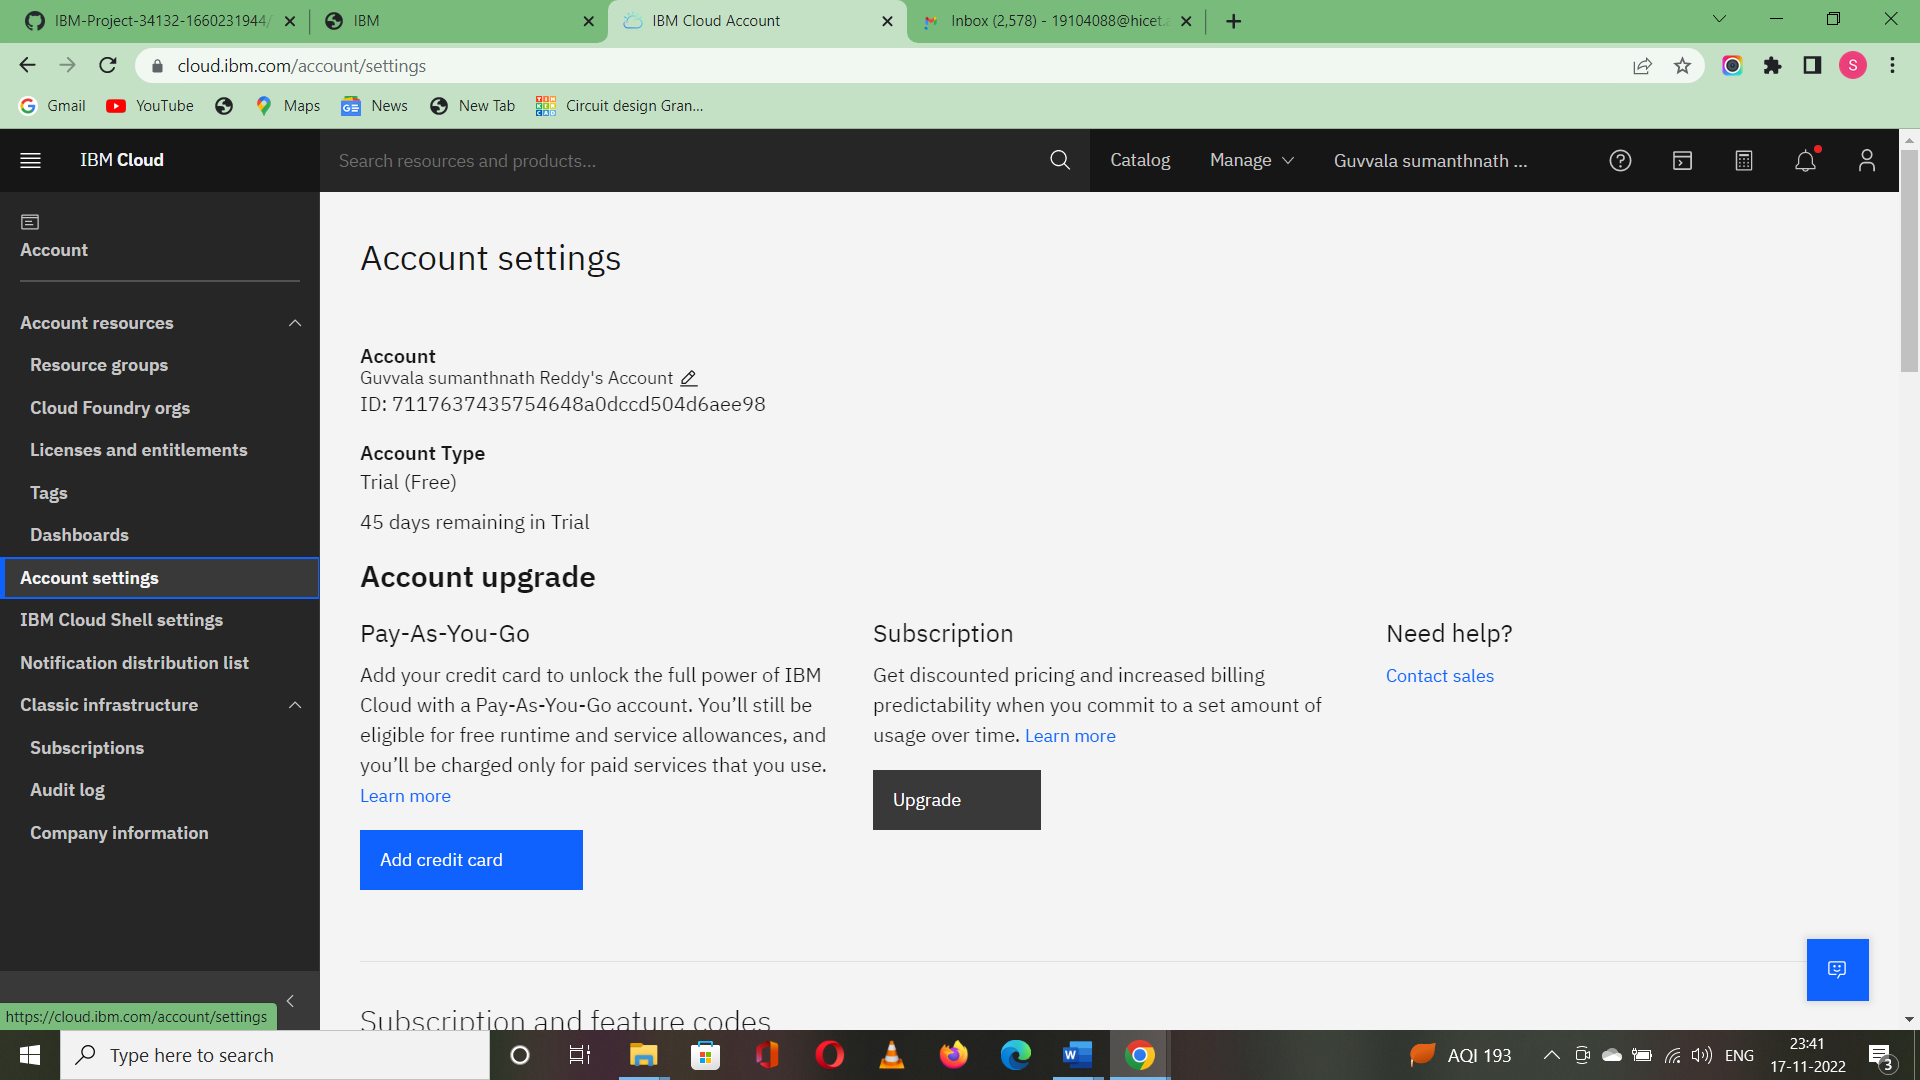 IBM-Project-34132-1660231944/
IBM
IBM Cloud Account
Inbox (2,578) - 19104088@hicet.a
cloud.ibm.com/account/settings
S
Gmail
YouTube
Maps
News
New Tab
Circuit design Gran...
IBM Cloud
Search resources and products...
Catalog
Manage
Guvvala sumanthnath ...
Account
Account resources
Resource groups
Cloud Foundry orgs
Licenses and entitlements
Tags
Dashboards
Account settings
IBM Cloud Shell settings
Notification distribution list
Classic infrastructure
Subscriptions
Audit log
Company information
https://cloud.ibm.com/account/settings
Account settings
Account
Guvvala sumanthnath Reddy's Account
ID: 7117637435754648a0dccd504d6aee98
Account Type
Trial (Free)
45 days remaining in Trial
Account upgrade
Pay-As-You-Go
Add your credit card to unlock the full power of IBM
Cloud with a Pay-As-You-Go account. You’ll still be
eligible for free runtime and service allowances, and
you’ll be charged only for paid services that you use.
Learn more
Add credit card
Subscription
Get discounted pricing and increased billing
predictability when you commit to a set amount of
usage over time. Learn more
Upgrade
Need help?
Contact sales
Subscription and feature codes
Type here to search
AQI 193
ENG
23:41
17-11-2022
3